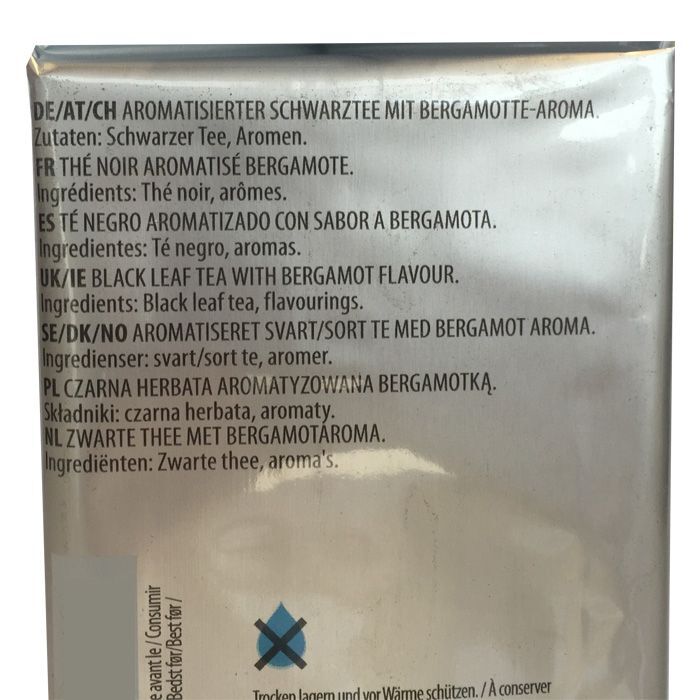 DE/AT/CH AROMATISIERTER SCHWARZTEE MIT BERGAMOTTE-AROMA.
Zutaten: Schwarzer Tee, Aromen.
FR THÉ NOIR AROMATISÉ BERGAMOTE.
Ingrédients: Thé noir, arômes.
ES TÉ NEGRO AROMATIZADO CON SABOR A BERGAMOTA.
Ingredientes: Té negro, aromas.
UK/IE BLACK LEAF TEA WITH BERGAMOT FLAVOUR.
Ingredients: Black leaf tea, flavourings.
SE/DK/NO AROMATISERET SVART/SORT TE MED BERGAMOT AROMA.
Ingredienser: svart/sort te, aromer.
PL CZARNA HERBATA AROMATYZOWANA BERGAMOTKĄ.
Składniki: czarna herbata, aromaty.
NL ZWARTE THEE MET BERGAMOTAROMA.
Ingrediënten: Zwarte thee, aroma's.
e avant le / Consumir
Bedst før/Best før /
Trocken lagern und vor Wärme schützen. / À conserver